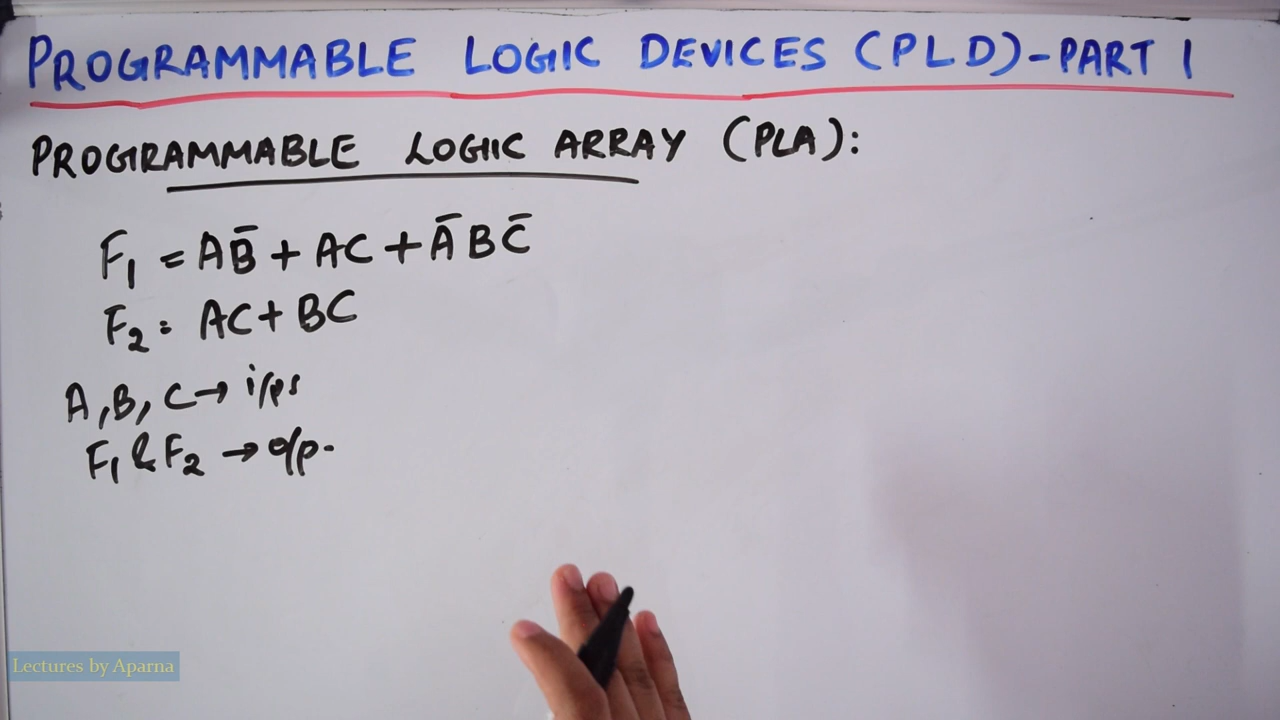 PROGRAMMABLE LOGIC DEVICES (PLD)-PART 1
PROGRAMMABLE LOGIC ARRAY (PLA):
F₁ = AB̄ + AC + ĀBC̄
F₂ = AC + BC
A, B, C → i/ps
F₁ & F₂ → o/p.
Lectures by Aparna